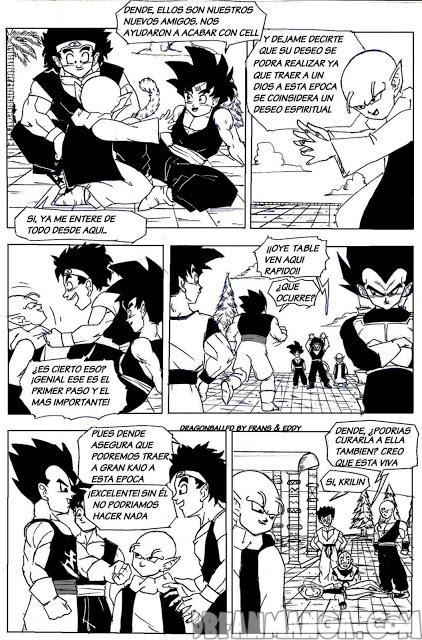 DENDE, ELLOS SON NUESTROS
NUEVOS AMIGOS. NOS
AYUDARON A ACABAR CON CELL
Y DEJAME DECIRTE
QUE SU DESEO SE
PODRA REALIZAR YA
QUE TRAER A UN
DIOS A ESTA EPOCA
SE CONSIDERA UN
DESEO ESPIRITUAL
SI, YA ME ENTERE DE
TODO DESDE AQUI..
¿ES CIERTO ESO?
¡GENIAL ESE ES EL
PRIMER PASO Y EL
MAS IMPORTANTE!
¡¡OYE TABLE
VEN AQUI
RAPIDO!!
¿QUE
OCURRE?
DRAGONBALLFD BY FRANS & EDDY
PUES DENDE
ASEGURA QUE
PODREMOS TRAER
A GRAN KAIO A
ESTA EPOCA
¡EXCELENTE! SIN ÉL
NO PODRIAMOS
HACER NADA
DENDE, ¿PODRIAS
CURARLA A ELLA
TAMBIEN? CREO
QUE ESTA VIVA
SI, KRILIN
DBFANMANGA.COM